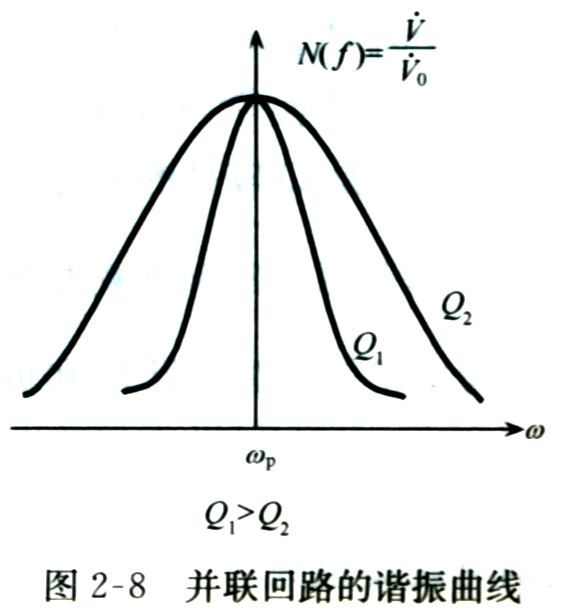 N(f)=V̇/V̇₀
Q₂
Q₁
ω
ωₚ
Q₁>Q₂
图 2-8 并联回路的谐振曲线